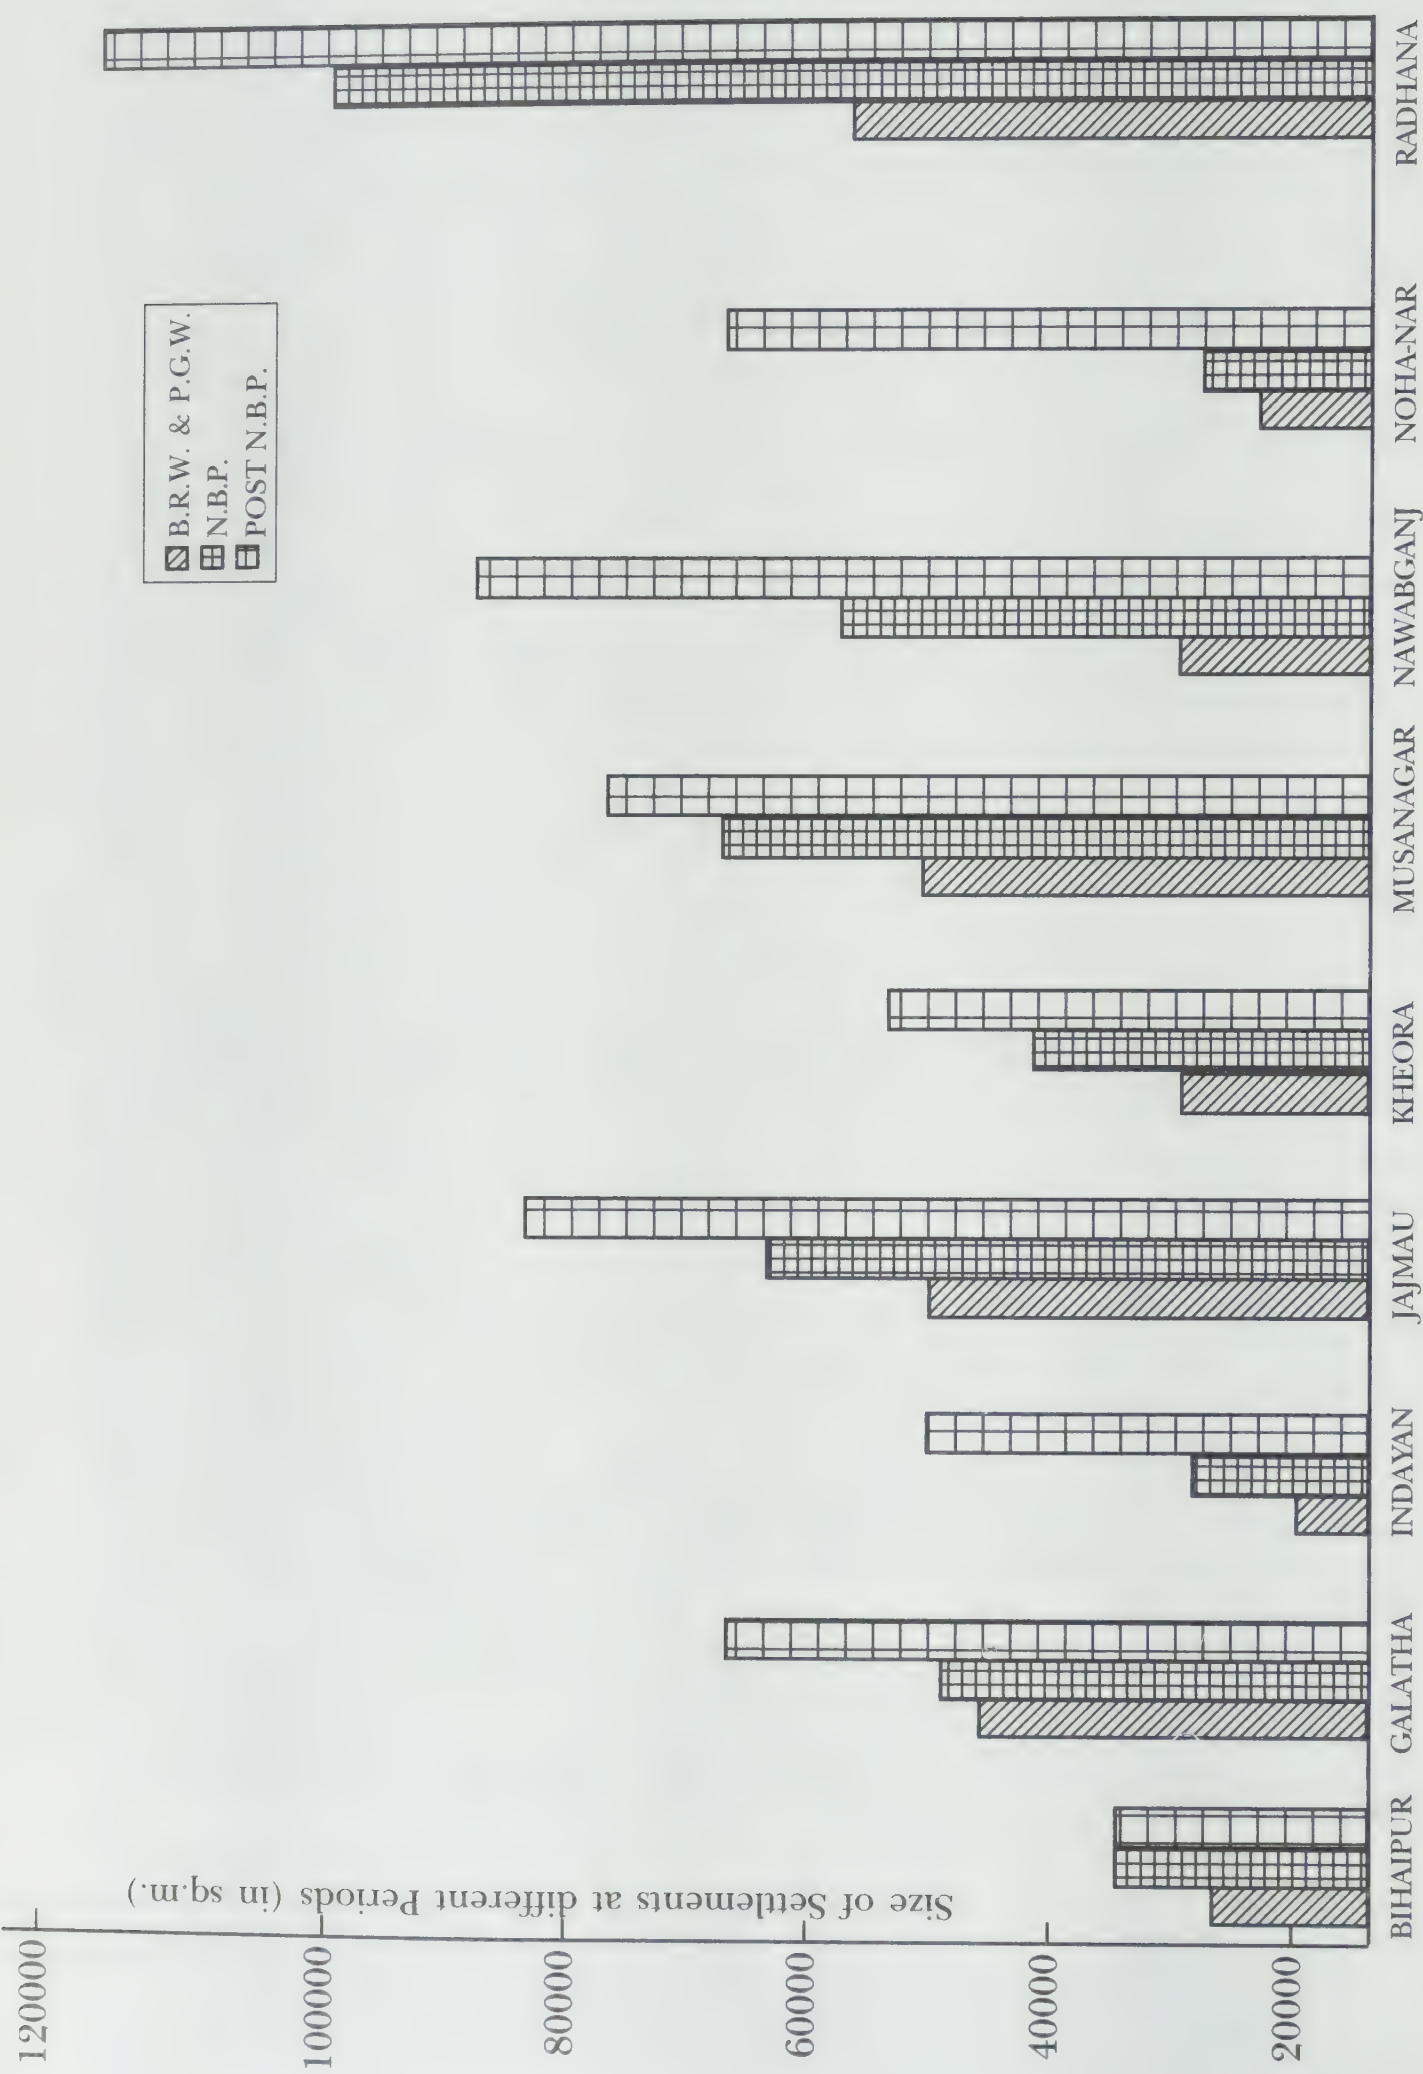 120000
100000
80000
60000
40000
20000
Size of Settlements at different Periods (in sq.m.)
B.R.W. & P.G.W.
N.B.P.
POST N.B.P.
BIHAIPUR GALATHA INDAYAN JAJMAU KHEORA MUSANAGAR NAWABGANJ NOHA-NAR RADHANA